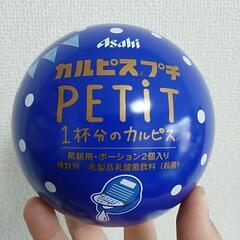 Asahi
カルピスプチ
PETiT
1杯分のカルピス
希釈用・ポーション2個入り
種類別 乳製品乳酸菌飲料(殺菌)